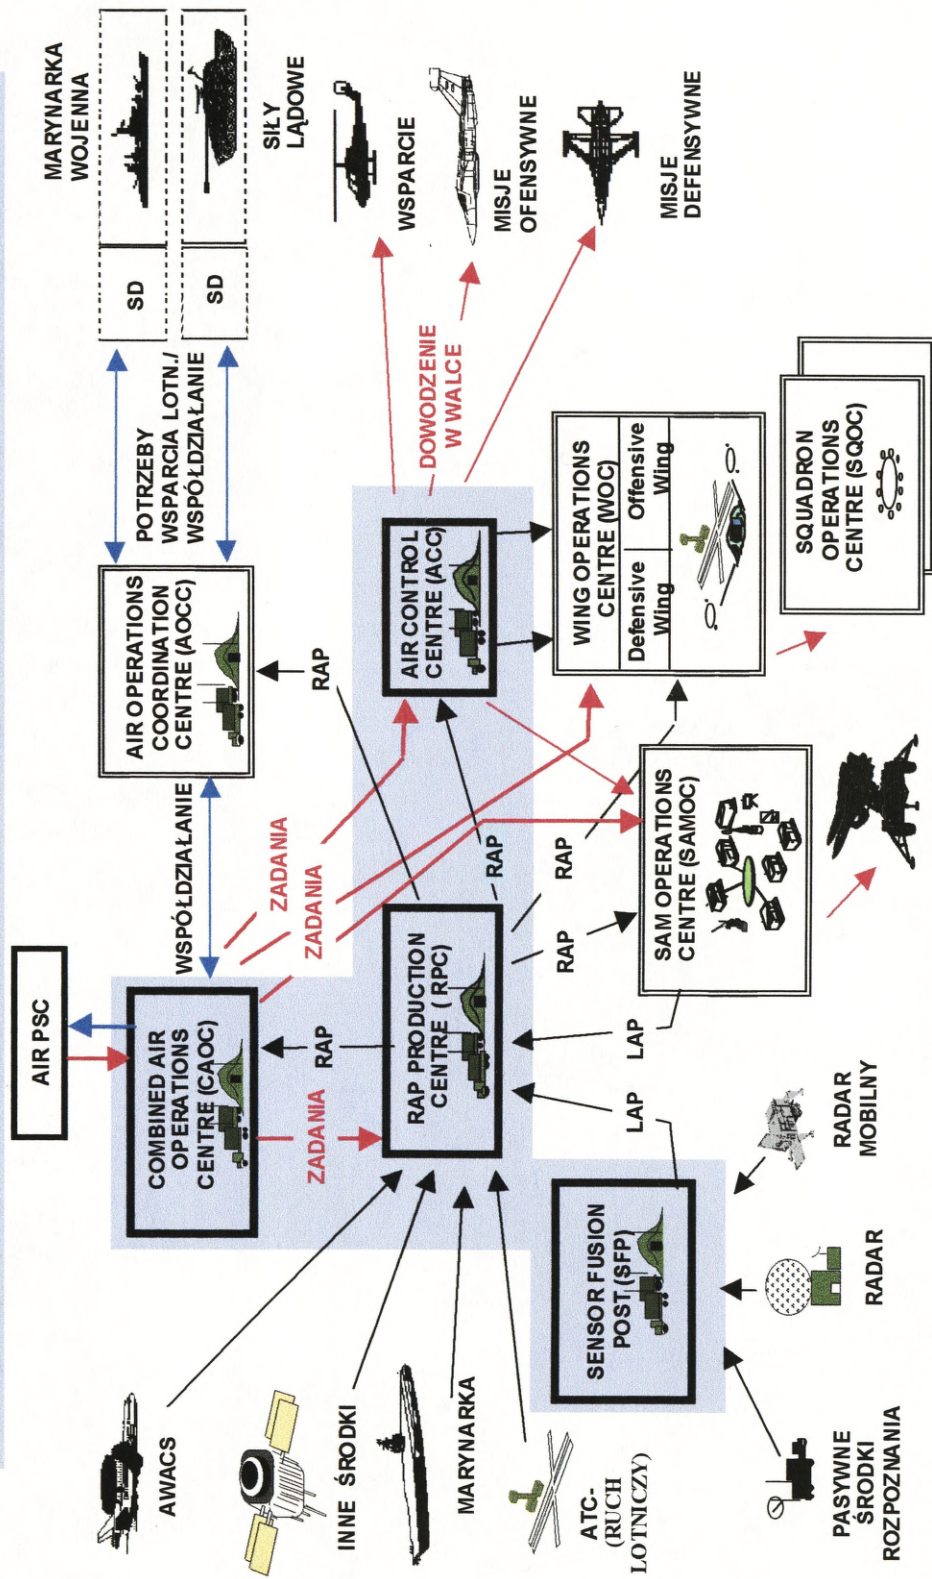 AIR PSC
COMBINED AIR
OPERATIONS
CENTRE (CAOC)
WSPÓŁDZIAŁANIE
AIR OPERATIONS
COORDINATION
CENTRE (AOCC)
POTRZEBY
WSPARCIA LOTN./
WSPÓŁDZIAŁANIE
SD
SD
MARYNARKA
WOJENNA
SIŁY
LĄDOWE
ZADANIA
ZADANIA
ZADANIA
RAP
RAP
AWACS
INNE ŚRODKI
MARYNARKA
ATC-
(RUCH
LOTNICZY)
RAP PRODUCTION
CENTRE ( RPC)
RAP
RAP
RAP
AIR CONTROL
CENTRE (ACC)
DOWODZENIE
W WALCE
WSPARCIE
MISJE
OFENSYWNE
MISJE
DEFENSYWNE
LAP
LAP
SENSOR FUSION
POST (SFP)
SAM OPERATIONS
CENTRE (SAMOC)
WING OPERATIONS
CENTRE (WOC)
Defensive
Wing
Offensive
Wing
SQUADRON
OPERATIONS
CENTRE (SQOC)
PASYWNE
ŚRODKI
ROZPOZNANIA
RADAR
RADAR
MOBILNY